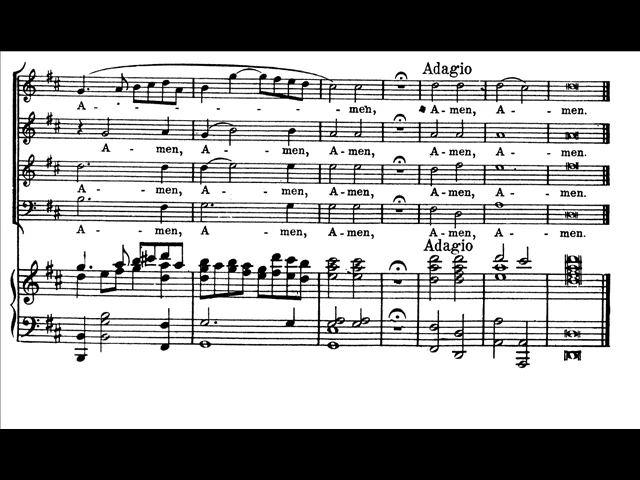 Adagio
A - - - - men, A-men, A - men.
A - men, A - men, A - men, A-men, A - men.
A - men, A - men, A-men, A-men, A - men.
A - men, A - men, A-men, A-men, A - men.
Adagio